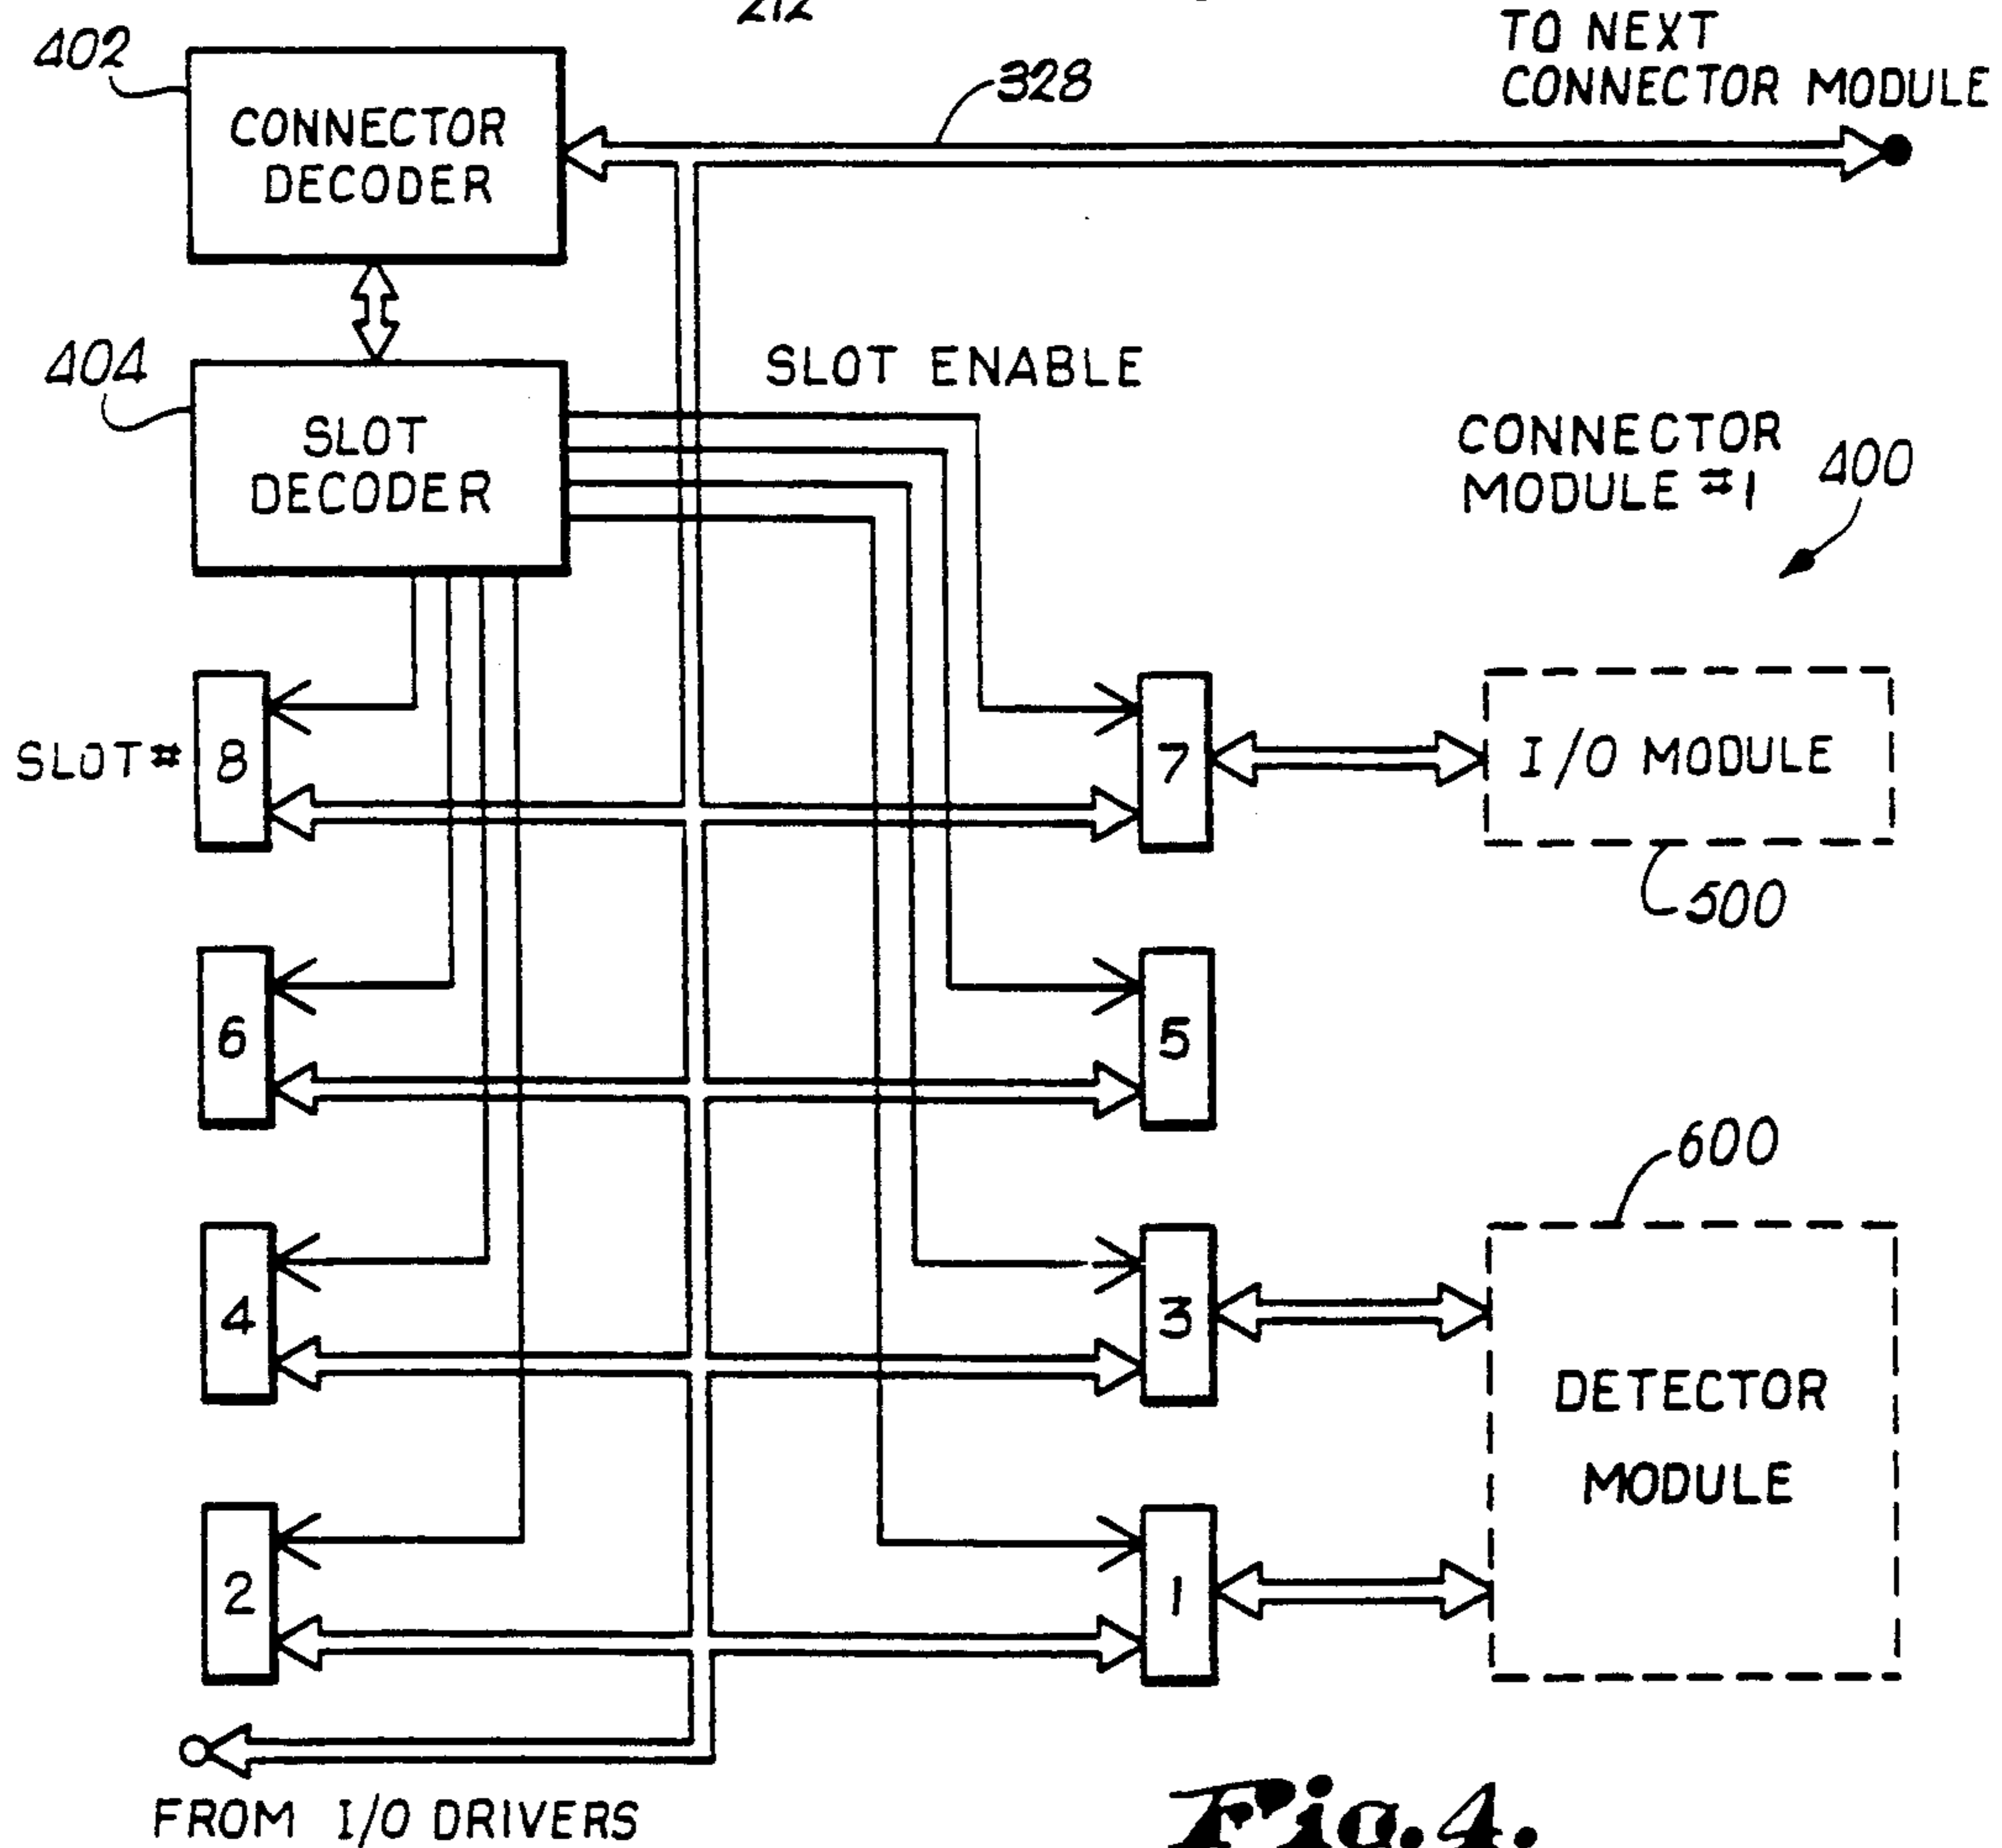 212
402
CONNECTOR
DECODER
328
TO NEXT
CONNECTOR MODULE
404
SLOT
DECODER
SLOT ENABLE
CONNECTOR
MODULE #1
400
SLOT #
8
7
I/O MODULE
500
6
5
600
4
3
DETECTOR
MODULE
2
1
FROM I/O DRIVERS
Fig.4.